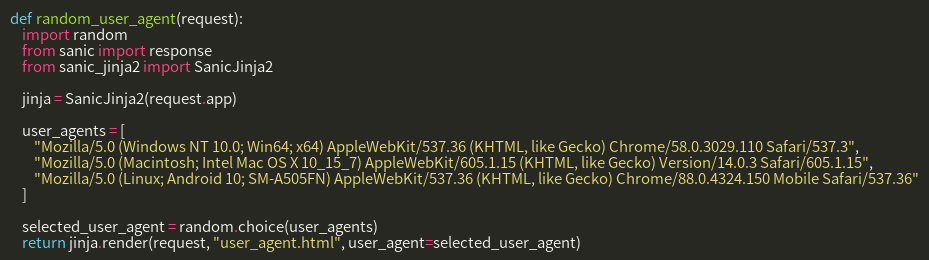 def random_user_agent(request):
    import random
    from sanic import response
    from sanic_jinja2 import SanicJinja2

    jinja = SanicJinja2(request.app)

    user_agents = [
        "Mozilla/5.0 (Windows NT 10.0; Win64; x64) AppleWebKit/537.36 (KHTML, like Gecko) Chrome/58.0.3029.110 Safari/537.3",
        "Mozilla/5.0 (Macintosh; Intel Mac OS X 10_15_7) AppleWebKit/605.1.15 (KHTML, like Gecko) Version/14.0.3 Safari/605.1.15",
        "Mozilla/5.0 (Linux; Android 10; SM-A505FN) AppleWebKit/537.36 (KHTML, like Gecko) Chrome/88.0.4324.150 Mobile Safari/537.36"
    ]

    selected_user_agent = random.choice(user_agents)
    return jinja.render(request, "user_agent.html", user_agent=selected_user_agent)